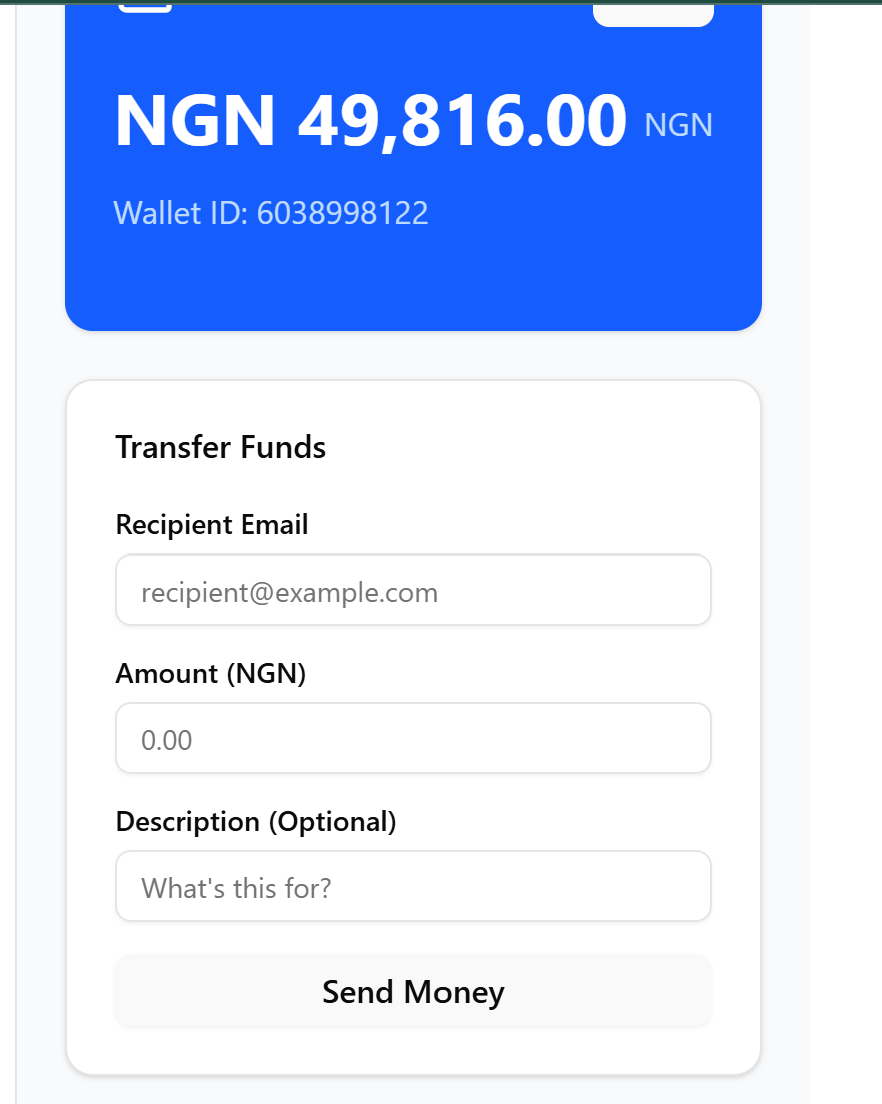 NGN 49,816.00 NGN
Wallet ID: 6038998122
Transfer Funds
Recipient Email
recipient@example.com
Amount (NGN)
0.00
Description (Optional)
What's this for?
Send Money